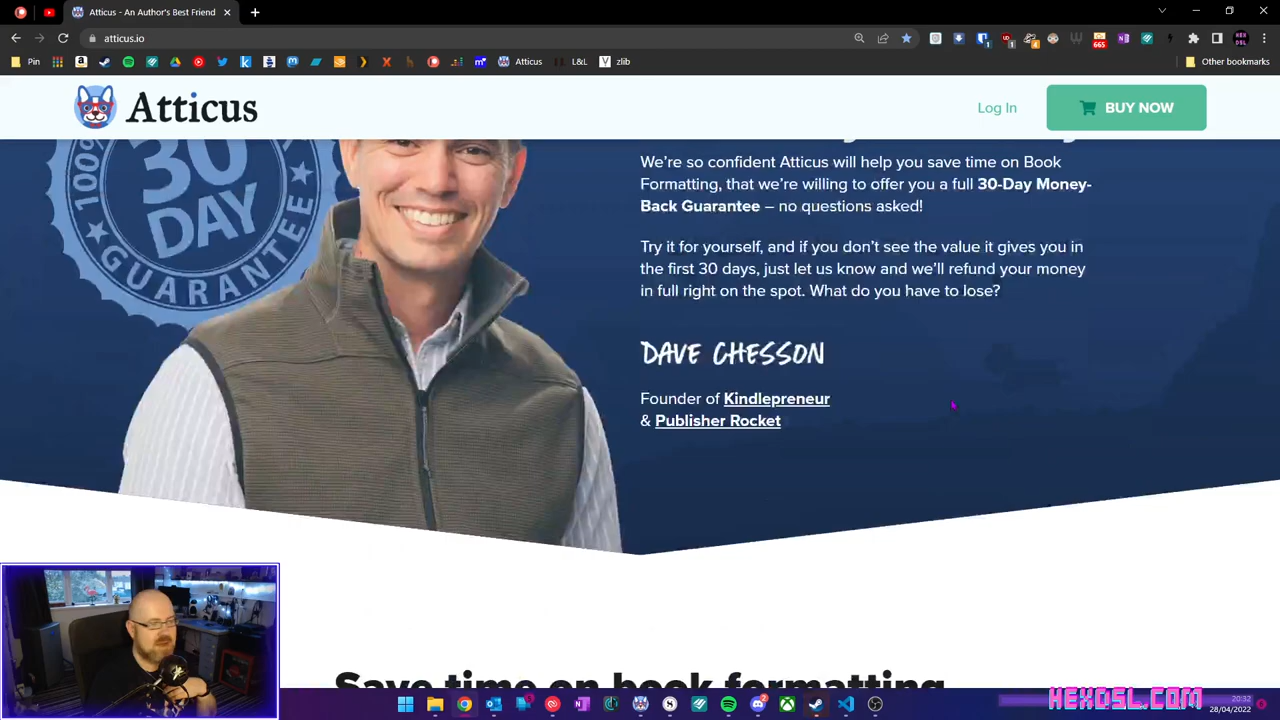 Atticus - An Author's Best Friend
atticus.io
Pin
Atticus
L&L
zlib
Other bookmarks
Atticus
Log In
BUY NOW
100%
30
DAY
GUARANTEE
We're so confident Atticus will help you save time on Book
Formatting, that we're willing to offer you a full 30-Day Money-
Back Guarantee – no questions asked!
Try it for yourself, and if you don't see the value it gives you in
the first 30 days, just let us know and we'll refund your money
in full right on the spot. What do you have to lose?
DAVE CHESSON
Founder of Kindlepreneur
& Publisher Rocket
Save time on book formatting
HEXDSL.COM
20:32
28/04/2022